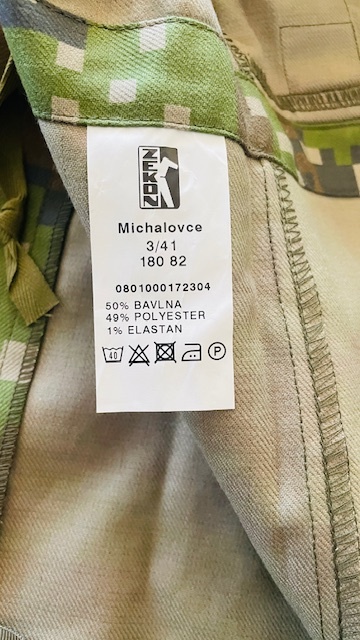 ZEKON
Michalovce
3/41
180 82
0801000172304
50% BAVLNA
49% POLYESTER
1% ELASTAN
40
P